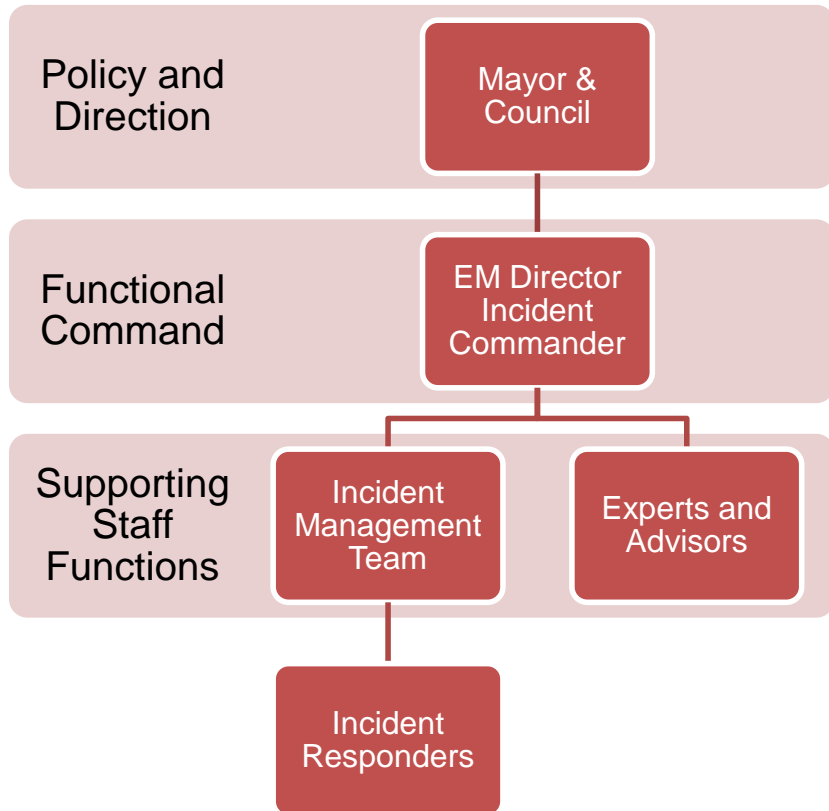 Policy and
Direction
Mayor &
Council
Functional
Command
EM Director
Incident
Commander
Supporting
Staff
Functions
Incident
Management
Team
Experts and
Advisors
Incident
Responders